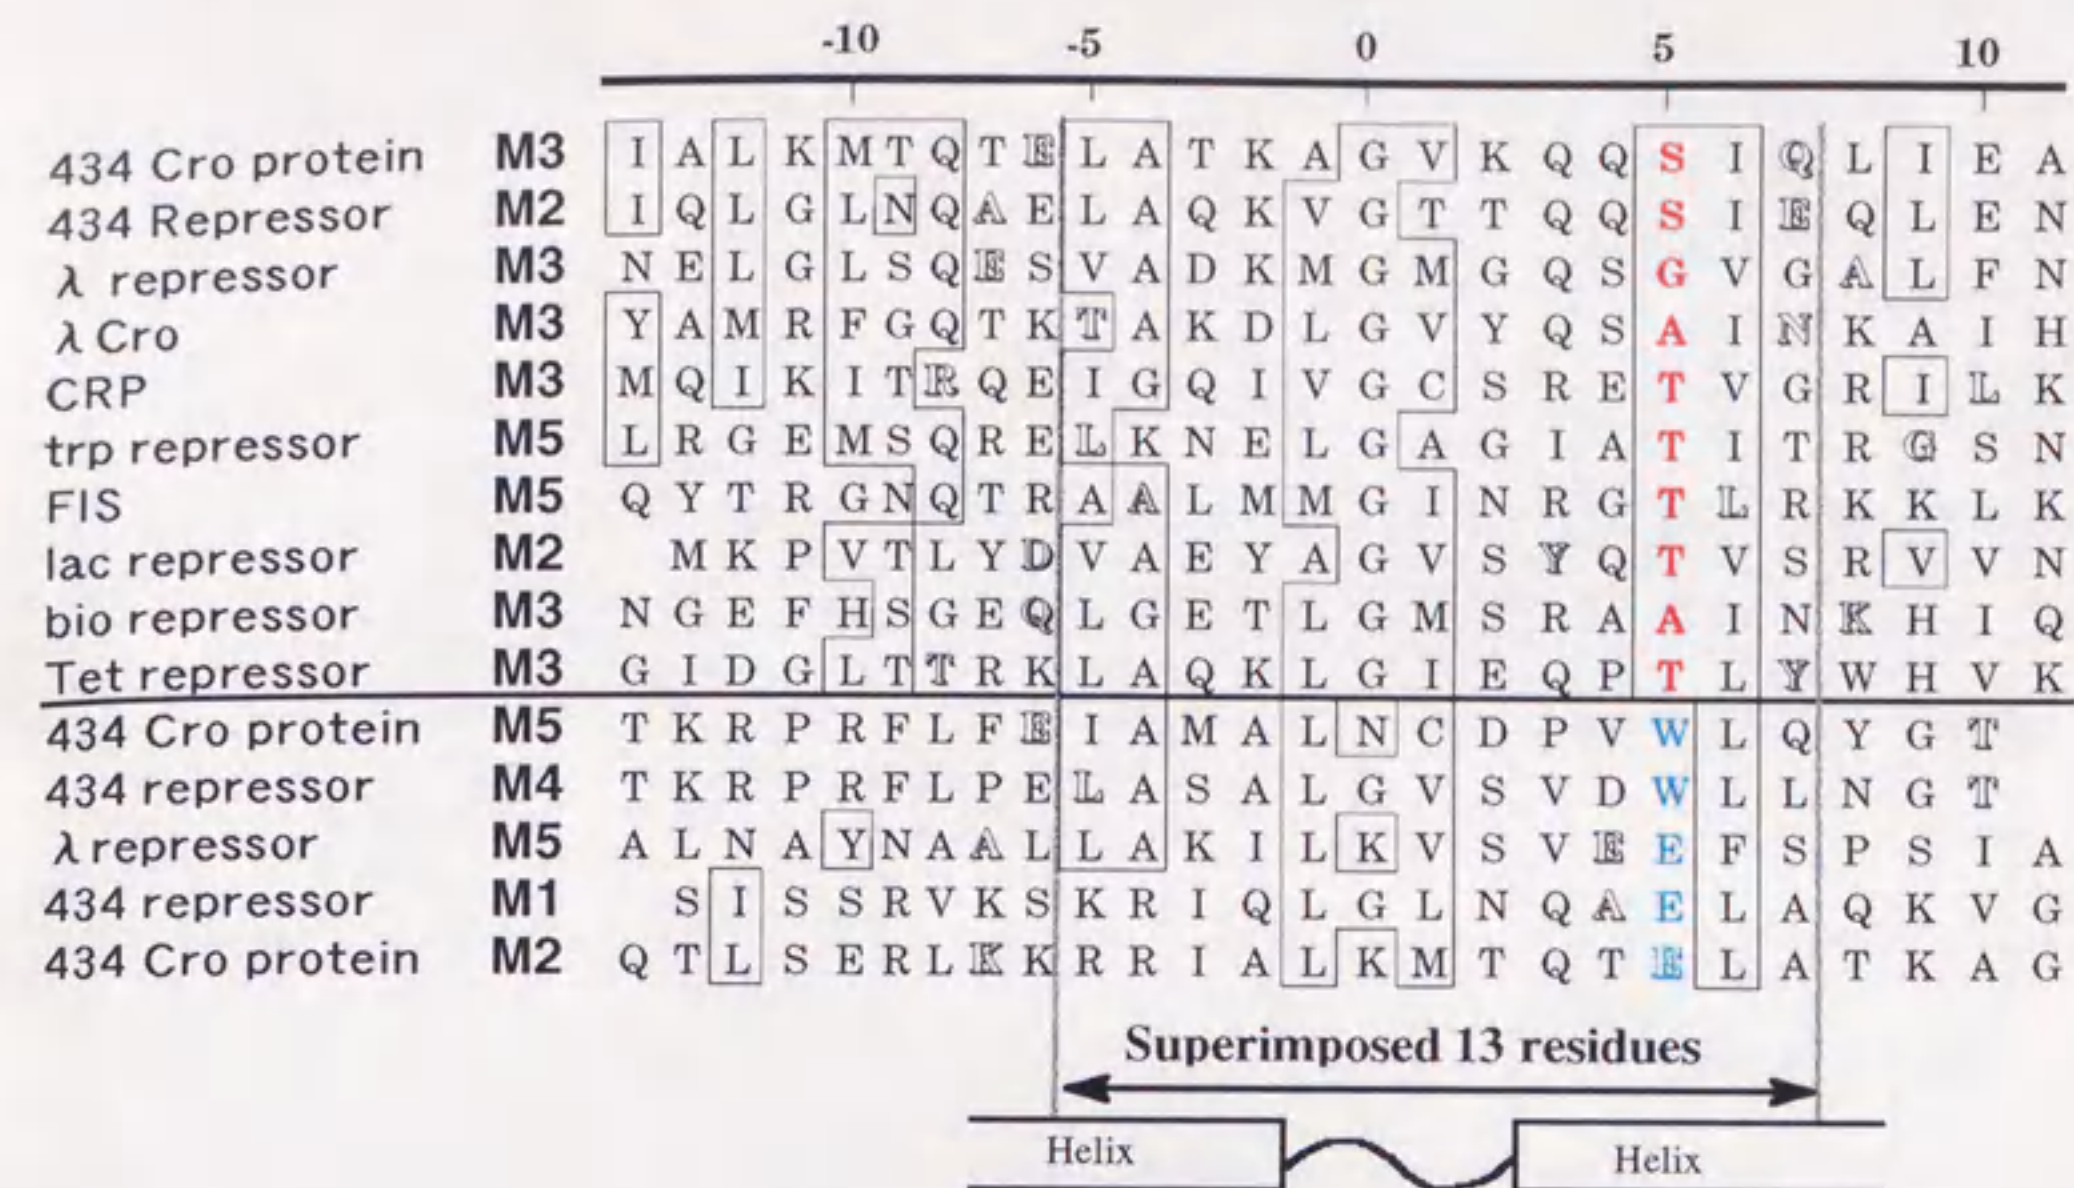 -10 -5 0 5 10
434 Cro protein M3 I A L K M T Q T E L A T K A G V K Q Q S I Q L I E A
434 Repressor M2 I Q L G L N Q A E L A Q K V G T T Q Q S I E Q L E N
λ repressor M3 N E L G L S Q E S V A D K M G M G Q S G V G A L F N
λ Cro M3 Y A M R F G Q T K T A K D L G V Y Q S A I N K A I H
CRP M3 M Q I K I T R Q E I G Q I V G C S R E T V G R I L K
trp repressor M5 L R G E M S Q R E L K N E L G A G I A T I T R G S N
FIS M5 Q Y T R G N Q T R A A L M M G I N R G T L R K K L K
lac repressor M2 M K P V T L Y D V A E Y A G V S Y Q T V S R V V N
bio repressor M3 N G E F H S G E Q L G E T L G M S R A A I N K H I Q
Tet repressor M3 G I D G L T T R K L A Q K L G I E Q P T L Y W H V K
434 Cro protein M5 T K R P R F L F E I A M A L N C D P V W L Q Y G T
434 repressor M4 T K R P R F L P E L A S A L G V S V D W L L N G T
λ repressor M5 A L N A Y N A A L L A K I L K V S V E E F S P S I A
434 repressor M1 S I S S R V K S K R I Q L G L N Q A E L A Q K V G
434 Cro protein M2 Q T L S E R L K K R R I A L K M T Q T E L A T K A G
Superimposed 13 residues
Helix Helix